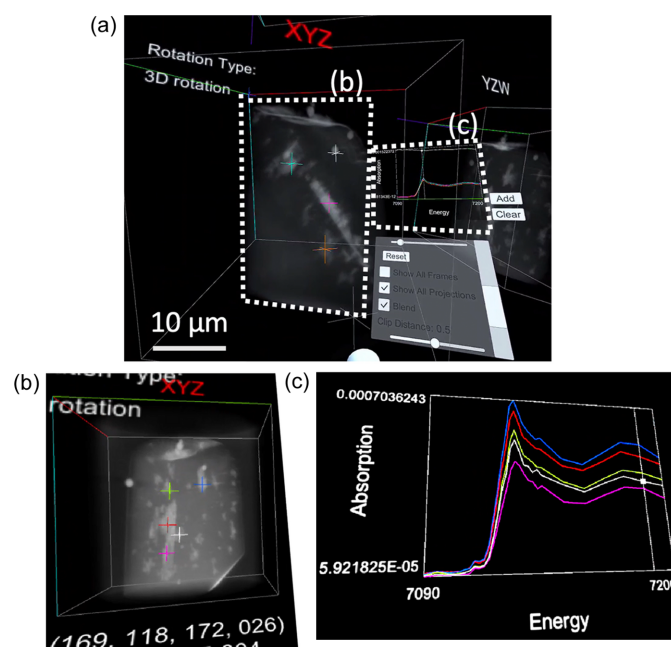 (a)
XYZ
Rotation Type:
3D rotation
(b)
YZW
(c)
Absorption
7090
7200
Energy
Add
Clear
Reset
Show All Frames
Show All Projections
Blend
Clip Distance: 0.5
10 μm
(b)
XYZ
rotation
(169, 118, 172, 026)
(c)
0.0007036243
Absorption
5.921825E-05
7090
720
Energy